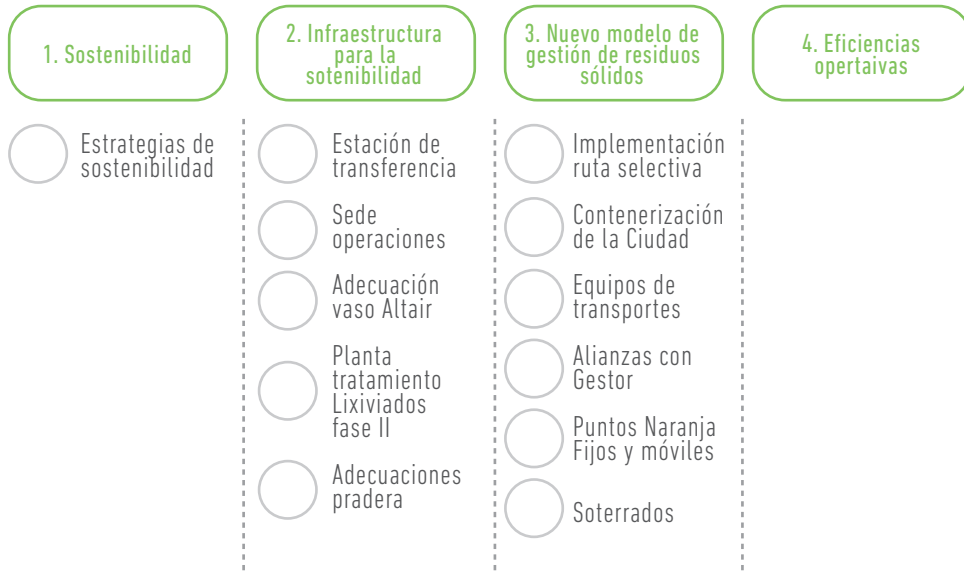 1. Sostenibilidad
Estrategias de
sostenibilidad
2. Infraestructura
para la
sotenibilidad
Estación de
transferencia
Sede
operaciones
Adecuación
vaso Altair
Planta
tratamiento
Lixiviados
fase II
Adecuaciones
pradera
3. Nuevo modelo de
gestión de residuos
sólidos
Implementación
ruta selectiva
Contenerización
de la Ciudad
Equipos de
transportes
Alianzas con
Gestor
Puntos Naranja
Fijos y móviles
Soterrados
4. Eficiencias
opertaivas